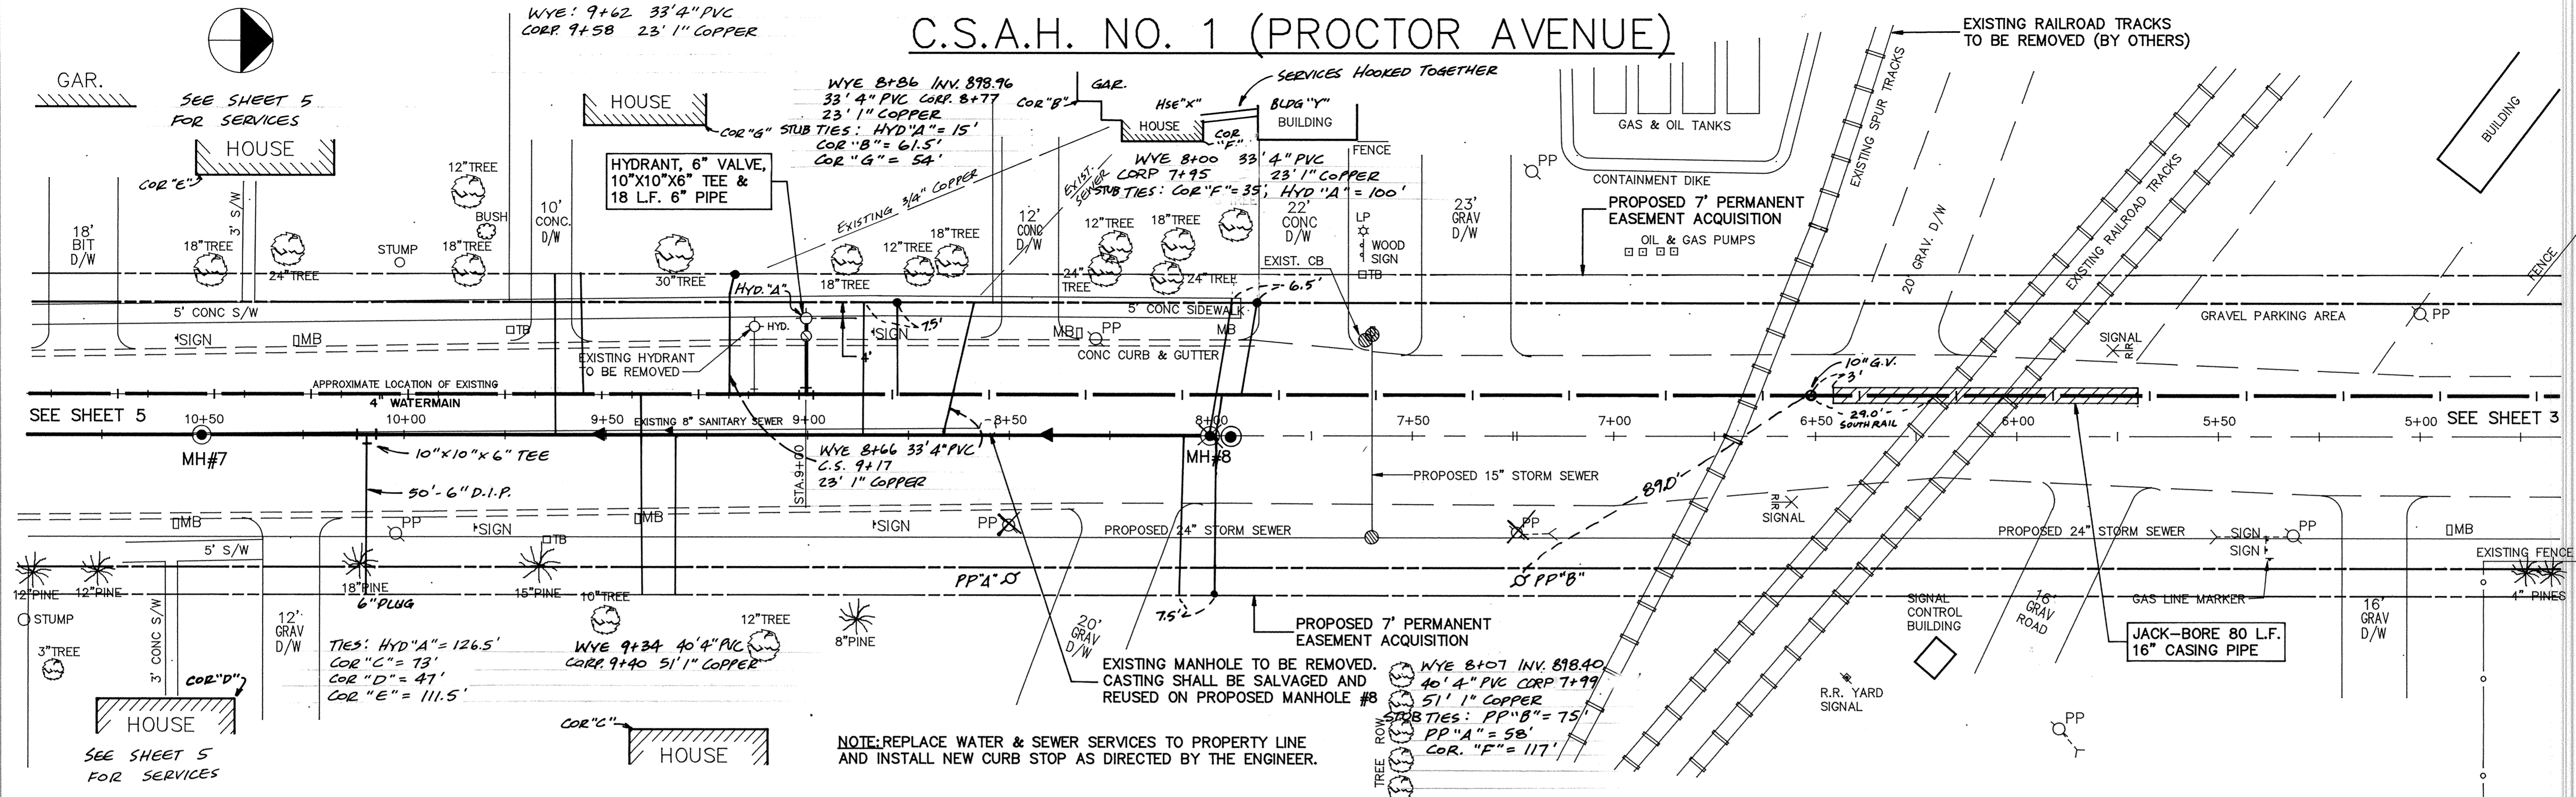 C.S.A.H. NO. 1 (PROCTOR AVENUE)
WYE: 9+62 33' 4" PVC
CORP. 9+58 23' 1" COPPER
GAR.
SEE SHEET 5
FOR SERVICES
HOUSE
COR "E"
HOUSE
COR "G"
WYE 8+86 INV. 898.96
33' 4" PVC CORP. 8+77
23' 1" COPPER
STUB TIES: HYD "A" = 15'
COR "B" = 61.5'
COR "G" = 54'
COR "B"
GAR.
HSE "X"
HOUSE
COR
"F"
BLDG "Y"
BUILDING
SERVICES HOOKED TOGETHER
FENCE
GAS & OIL TANKS
CONTAINMENT DIKE
EXISTING SPUR TRACKS
EXISTING RAILROAD TRACKS
TO BE REMOVED (BY OTHERS)
BUILDING
HYDRANT, 6" VALVE,
10"X10"X6" TEE &
18 L.F. 6" PIPE
WYE 8+00 33' 4" PVC
CORP 7+95 23' 1" COPPER
STUB TIES: COR "F" = 35', HYD "A" = 100'
EXISTING 3/4" COPPER
EXIST.
SEWER
PP
PROPOSED 7' PERMANENT
EASEMENT ACQUISITION
OIL & GAS PUMPS
18'
BIT
D/W
3' S/W
12"TREE
BUSH
18"TREE
24"TREE
STUMP
18"TREE
10'
CONC.
D/W
30"TREE
18"TREE
12"TREE
18"TREE
12'
CONC
D/W
12"TREE
18"TREE
24"
TREE
24"TREE
22'
CONC
D/W
LP
WOOD
SIGN
TB
EXIST. CB
23'
GRAV
D/W
20' GRAV. D/W
EXISTING RAILROAD TRACKS
FENCE
HYD. "A"
5' CONC S/W
SIGN
MB
TB
HYD.
EXISTING HYDRANT
TO BE REMOVED
SIGN
7.5'
4'
5' CONC SIDEWALK
6.5'
MB
PP
MB
CONC CURB & GUTTER
GRAVEL PARKING AREA
PP
SIGNAL
RR
10" G.V.
3'
APPROXIMATE LOCATION OF EXISTING
4" WATERMAIN
SEE SHEET 5
10+50
10+00
9+50
EXISTING 8" SANITARY SEWER
9+00
8+50
8+00
7+50
7+00
6+50
29.0'
SOUTH RAIL
6+00
5+50
5+00
SEE SHEET 3
MH#7
10"x10"x6" TEE
50'-6" D.I.P.
STA.9+00
WYE 8+66 33' 4" PVC
C.S. 9+17
23' 1" COPPER
MH#8
PROPOSED 15" STORM SEWER
89.0'
MB
PP
SIGN
MB
TB
SIGN
PP
PROPOSED 24" STORM SEWER
PP
RR
SIGNAL
PROPOSED 24" STORM SEWER
SIGN
SIGN
PP
MB
5' S/W
12"PINE
12"PINE
18"PINE
6" PLUG
15"PINE
10"TREE
PP "A"
7.5'
PP "B"
EXISTING FENCE
4" PINES
GAS LINE MARKER
STUMP
3"TREE
3' CONC S/W
12'
GRAV
D/W
TIES: HYD "A" = 126.5'
COR "C" = 73'
COR "D" = 47'
COR "E" = 111.5'
WYE 9+34 40' 4" PVC
CORP. 9+40 51' 1" COPPER
12"TREE
8"PINE
20'
GRAV
D/W
PROPOSED 7' PERMANENT
EASEMENT ACQUISITION
EXISTING MANHOLE TO BE REMOVED.
CASTING SHALL BE SALVAGED AND
REUSED ON PROPOSED MANHOLE #8
WYE 8+07 INV. 898.40
40' 4" PVC CORP 7+99
51' 1" COPPER
STUB TIES: PP "B" = 75'
PP "A" = 58'
COR. "F" = 117'
TREE ROW
SIGNAL
CONTROL
BUILDING
16'
GRAV
ROAD
R.R. YARD
SIGNAL
PP
JACK-BORE 80 L.F.
16" CASING PIPE
16'
GRAV
D/W
COR "D"
HOUSE
SEE SHEET 5
FOR SERVICES
COR "C"
HOUSE
NOTE: REPLACE WATER & SEWER SERVICES TO PROPERTY LINE
AND INSTALL NEW CURB STOP AS DIRECTED BY THE ENGINEER.